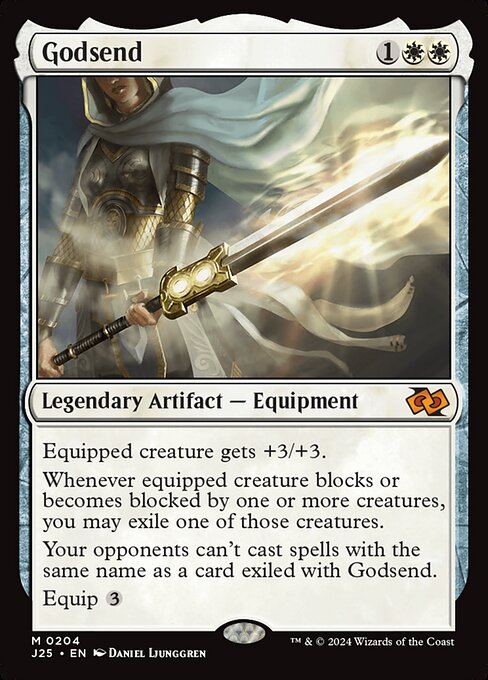 Godsend 1
Legendary Artifact — Equipment
Equipped creature gets +3/+3.
Whenever equipped creature blocks or
becomes blocked by one or more creatures,
you may exile one of those creatures.
Your opponents can't cast spells with the
same name as a card exiled with Godsend.
Equip 3
M 0204
J25 • EN Daniel Ljunggren
™ & © 2024 Wizards of the Coast